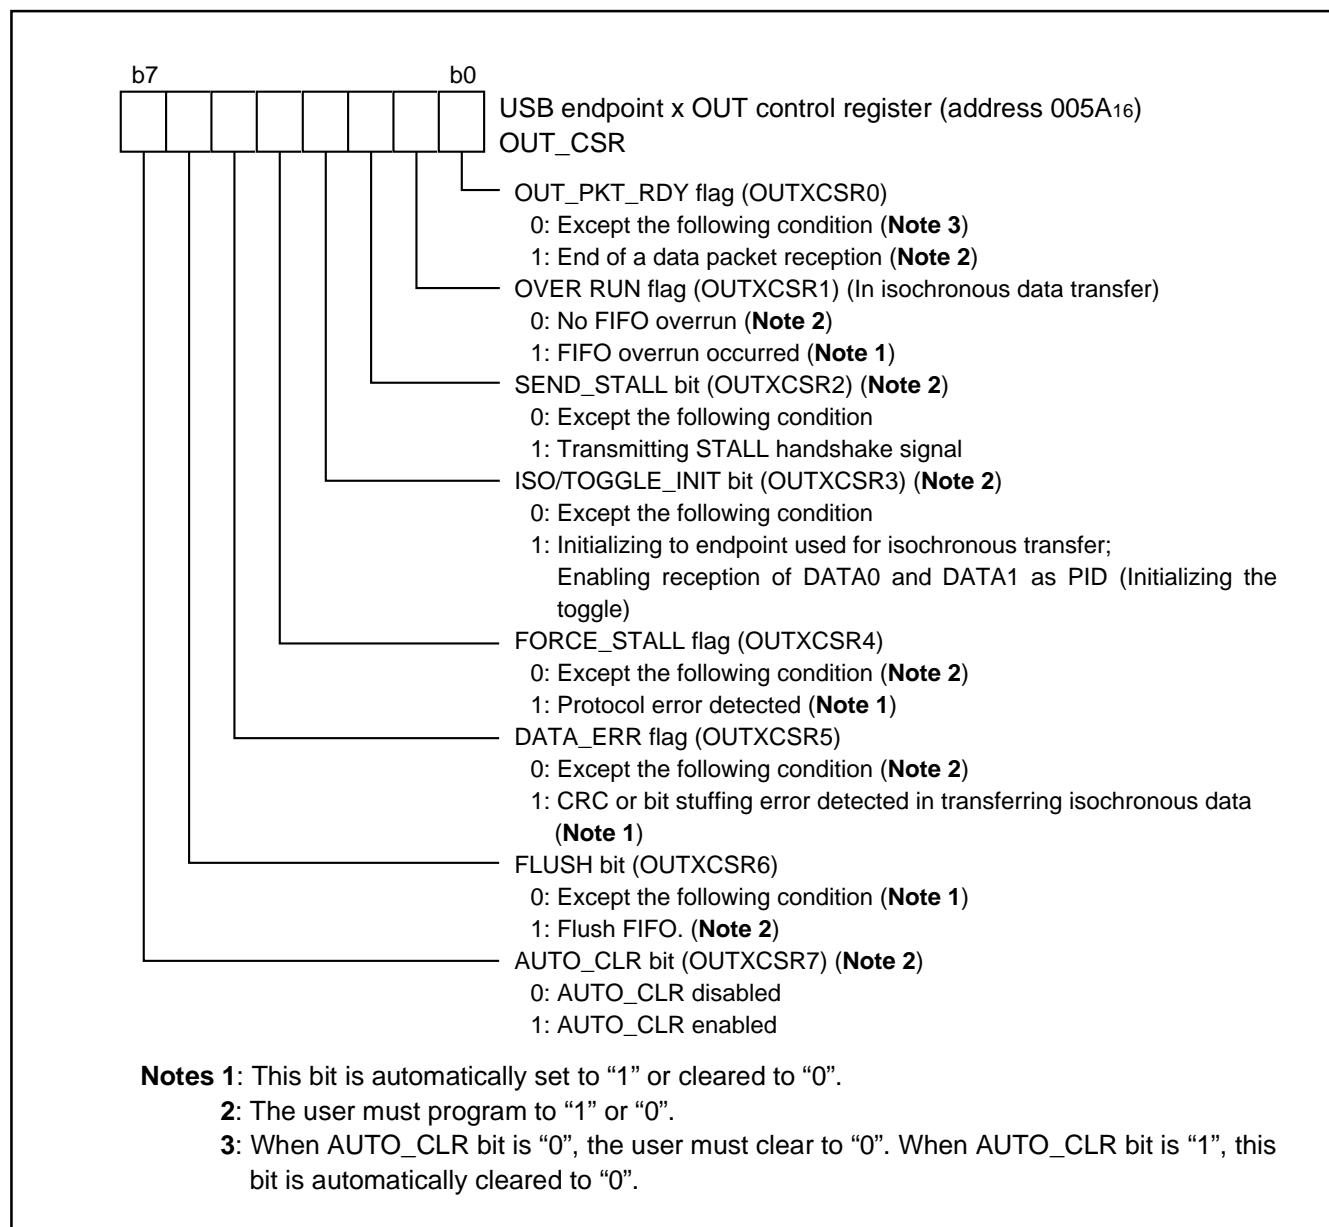 b7 b0
USB endpoint x OUT control register (address 005A16)
OUT_CSR
OUT_PKT_RDY flag (OUTXCSR0)
0: Except the following condition (Note 3)
1: End of a data packet reception (Note 2)
OVER RUN flag (OUTXCSR1) (In isochronous data transfer)
0: No FIFO overrun (Note 2)
1: FIFO overrun occurred (Note 1)
SEND_STALL bit (OUTXCSR2) (Note 2)
0: Except the following condition
1: Transmitting STALL handshake signal
ISO/TOGGLE_INIT bit (OUTXCSR3) (Note 2)
0: Except the following condition
1: Initializing to endpoint used for isochronous transfer;
Enabling reception of DATA0 and DATA1 as PID (Initializing the
toggle)
FORCE_STALL flag (OUTXCSR4)
0: Except the following condition (Note 2)
1: Protocol error detected (Note 1)
DATA_ERR flag (OUTXCSR5)
0: Except the following condition (Note 2)
1: CRC or bit stuffing error detected in transferring isochronous data
(Note 1)
FLUSH bit (OUTXCSR6)
0: Except the following condition (Note 1)
1: Flush FIFO. (Note 2)
AUTO_CLR bit (OUTXCSR7) (Note 2)
0: AUTO_CLR disabled
1: AUTO_CLR enabled
Notes 1: This bit is automatically set to “1” or cleared to “0”.
2: The user must program to “1” or “0”.
3: When AUTO_CLR bit is “0”, the user must clear to “0”. When AUTO_CLR bit is “1”, this
bit is automatically cleared to “0”.